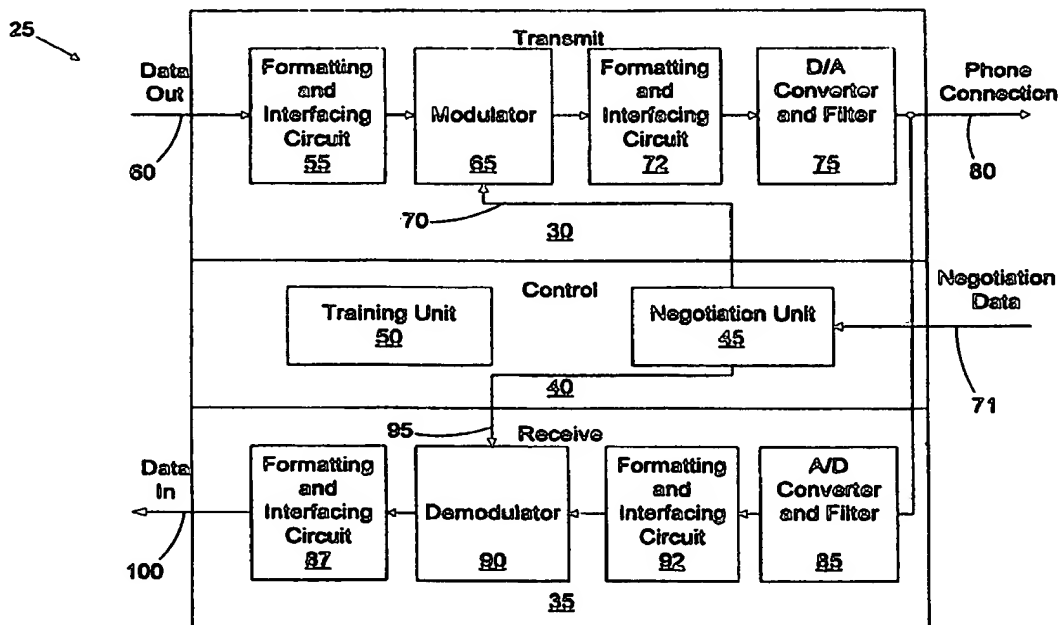 25
Transmit
Data
Out
60
Formatting
and
Interfacing
Circuit
55
Modulator
65
Formatting
and
Interfacing
Circuit
72
D/A
Converter
and Filter
75
Phone
Connection
80
70
30
Control
Training Unit
50
Negotiation Unit
45
Negotiation
Data
71
40
95
Receive
Data
In
100
Formatting
and
Interfacing
Circuit
87
Demodulator
90
Formatting
and
Interfacing
Circuit
92
A/D
Converter
and Filter
85
35